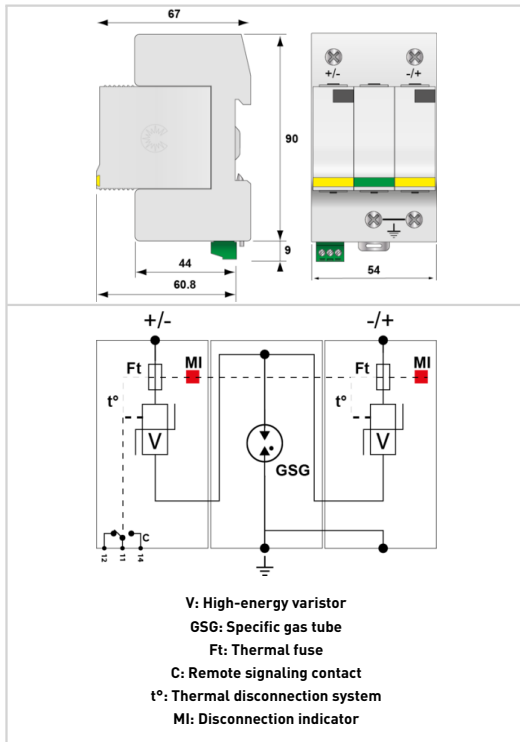 67
+/-
-/+
90
9
44
60.8
54
+/-
-/+
Ft
MI
Ft
MI
t°
t°
V
V
GSG
C
12
11
14
V: High-energy varistor
GSG: Specific gas tube
Ft: Thermal fuse
C: Remote signaling contact
t°: Thermal disconnection system
MI: Disconnection indicator